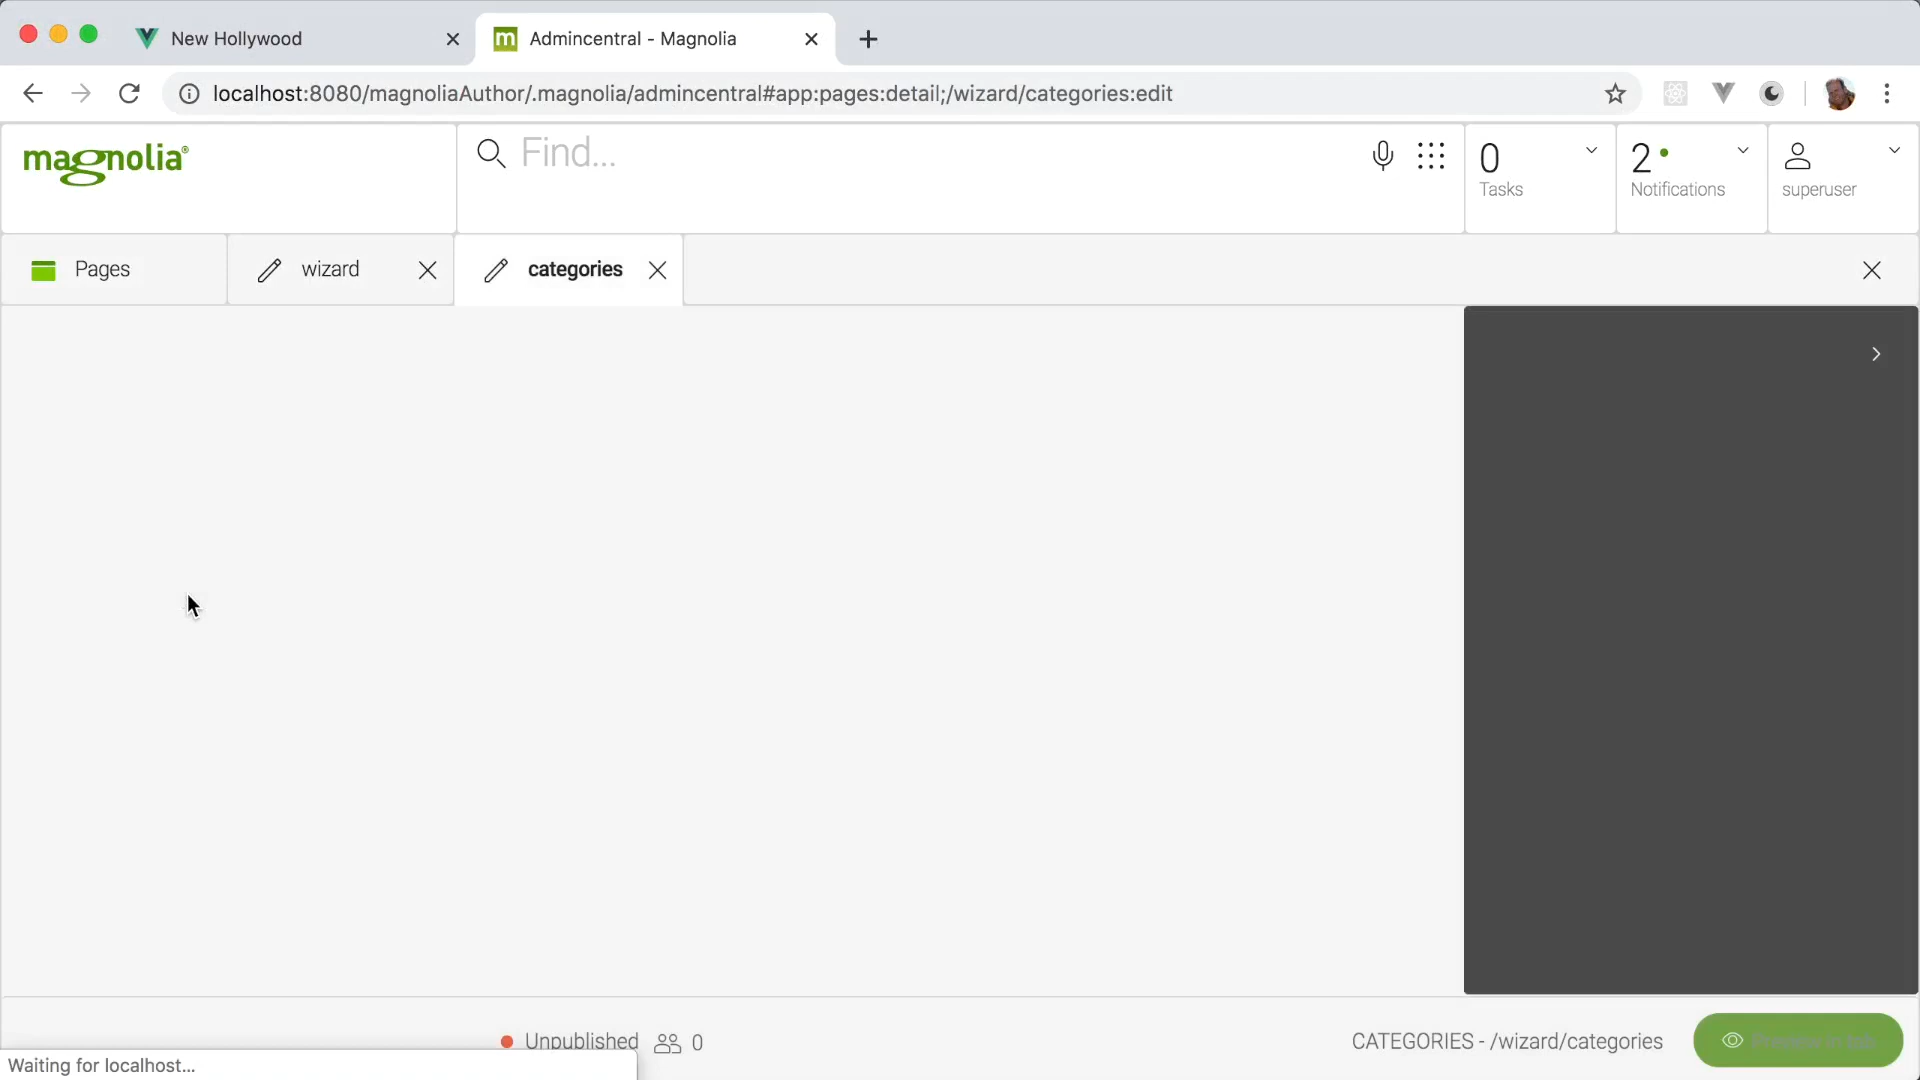 New Hollywood
Admincentral - Magnolia
localhost:8080/magnoliaAuthor/.magnolia/admincentral#app:pages:detail;/wizard/categories:edit
magnolia®
Find...
0
Tasks
2
Notifications
superuser
Pages
wizard
categories
Unpublished
0
CATEGORIES - /wizard/categories
Waiting for localhost...